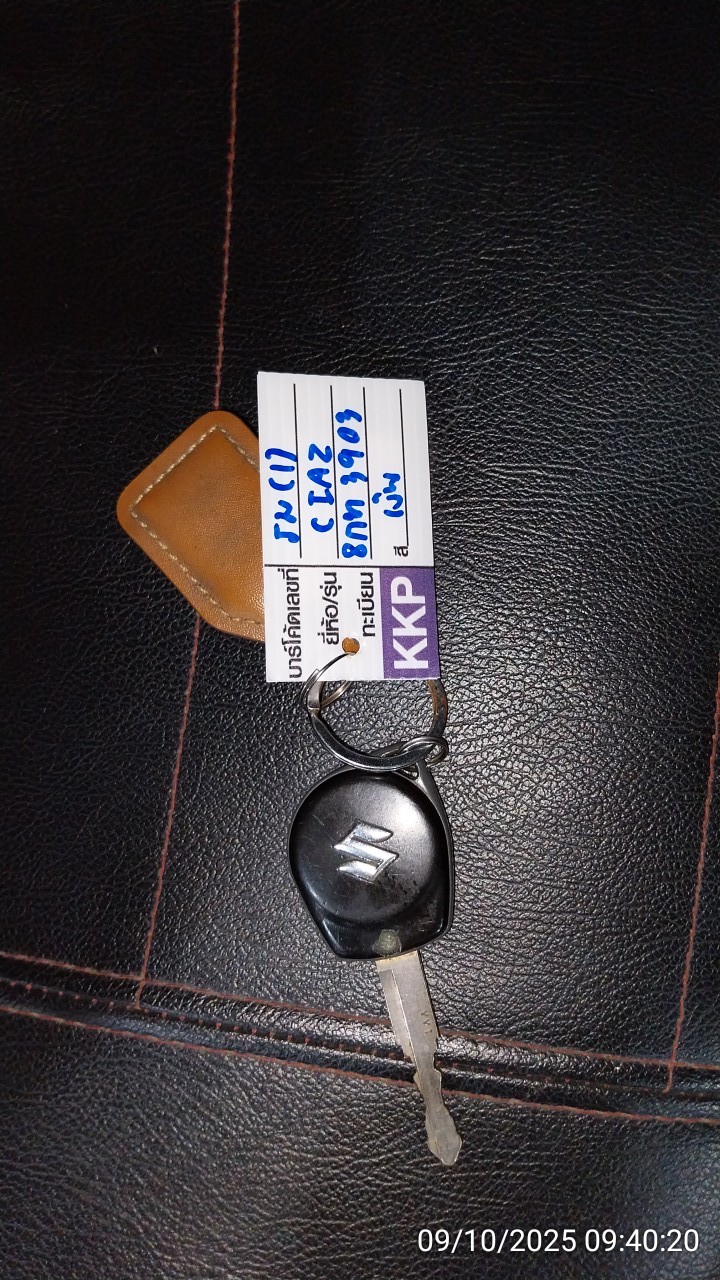 บาร์โค้ดเลขที่ รม (1)
ยี่ห้อ/รุ่น CIAZ
ทะเบียน 8กท 3903
KKP สี เงิน
09/10/2025 09:40:20